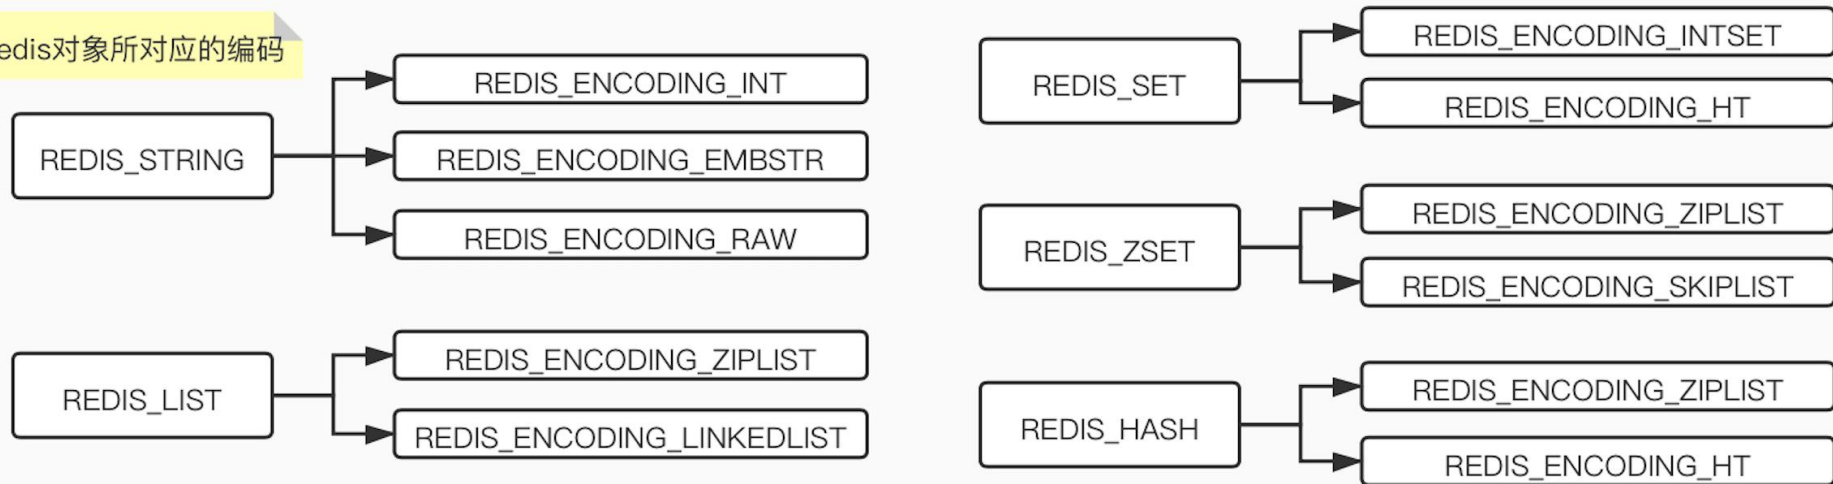 edis对象所对应的编码
REDIS_STRING
REDIS_ENCODING_INT
REDIS_ENCODING_EMBSTR
REDIS_ENCODING_RAW
REDIS_LIST
REDIS_ENCODING_ZIPLIST
REDIS_ENCODING_LINKEDLIST
REDIS_SET
REDIS_ENCODING_INTSET
REDIS_ENCODING_HT
REDIS_ZSET
REDIS_ENCODING_ZIPLIST
REDIS_ENCODING_SKIPLIST
REDIS_HASH
REDIS_ENCODING_ZIPLIST
REDIS_ENCODING_HT